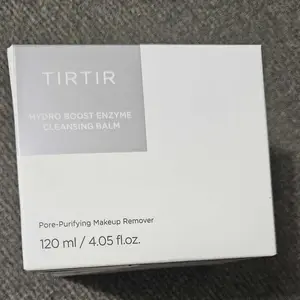 TIRTIR
HYDRO BOOST ENZYME
CLEANSING BALM
Pore-Purifying Makeup Remover
120 ml / 4.05 fl.oz.